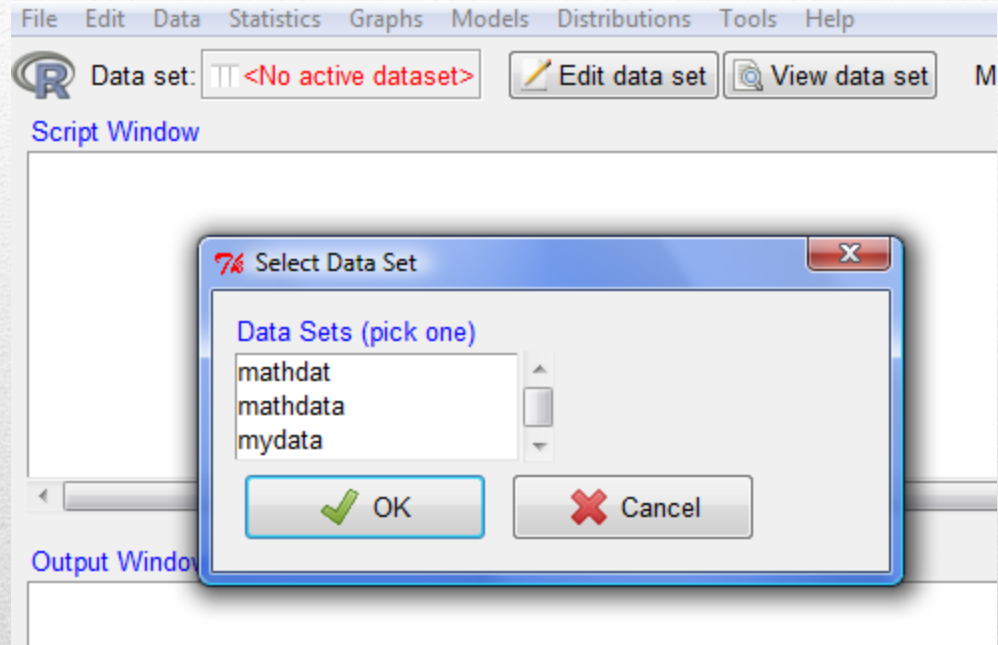 File Edit Data Statistics Graphs Models Distributions Tools Help
R Data set: <No active dataset> Edit data set View data set M
Script Window
7k Select Data Set X
Data Sets (pick one)
mathdat
mathdata
mydata
OK Cancel
Output Window